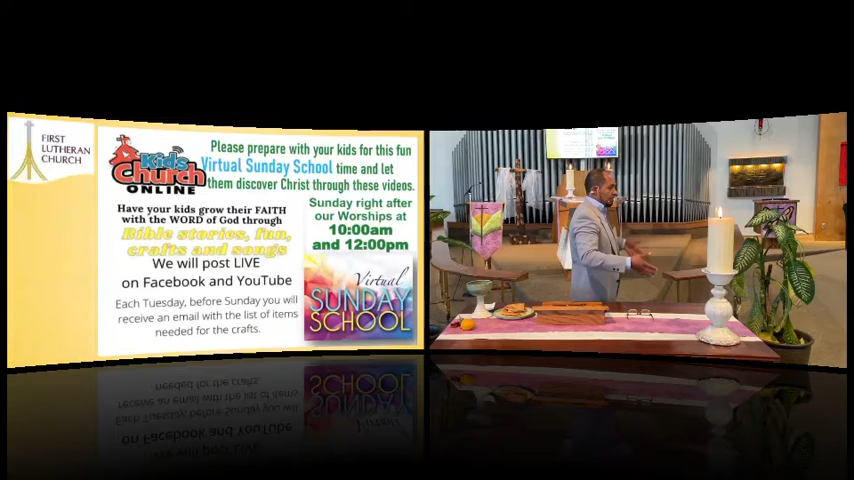 FIRST
LUTHERAN
CHURCH
Kids
Church
ONLINE
Please prepare with your kids for this fun
Virtual Sunday School time and let
them discover Christ through these videos.
Have your kids grow their FAITH
with the WORD of God through
Bible stories, fun,
crafts and songs
We will post LIVE
on Facebook and YouTube
Each Tuesday, before Sunday you will
receive an email with the list of items
needed for the crafts.
Sunday right after
our Worships at
10:00am
and 12:00pm
Virtual
SUNDAY
SCHOOL